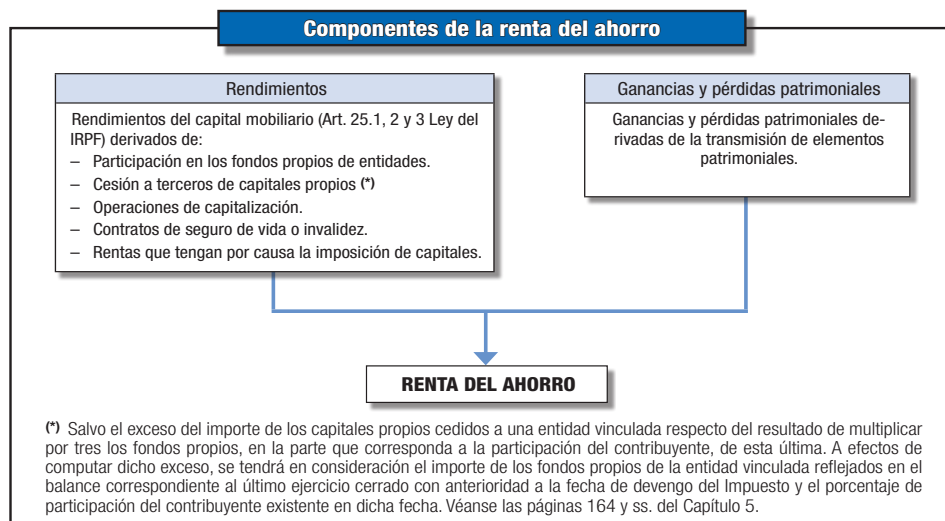 Componentes de la renta del ahorro
Rendimientos
Rendimientos del capital mobiliario (Art. 25.1, 2 y 3 Ley del
IRPF) derivados de:
– Participación en los fondos propios de entidades.
– Cesión a terceros de capitales propios (*)
– Operaciones de capitalización.
– Contratos de seguro de vida o invalidez.
– Rentas que tengan por causa la imposición de capitales.
Ganancias y pérdidas patrimoniales
Ganancias y pérdidas patrimoniales de-
rivadas de la transmisión de elementos
patrimoniales.
RENTA DEL AHORRO
(*) Salvo el exceso del importe de los capitales propios cedidos a una entidad vinculada respecto del resultado de multiplicar
por tres los fondos propios, en la parte que corresponda a la participación del contribuyente, de esta última. A efectos de
computar dicho exceso, se tendrá en consideración el importe de los fondos propios de la entidad vinculada reflejados en el
balance correspondiente al último ejercicio cerrado con anterioridad a la fecha de devengo del Impuesto y el porcentaje de
participación del contribuyente existente en dicha fecha. Véanse las páginas 164 y ss. del Capítulo 5.